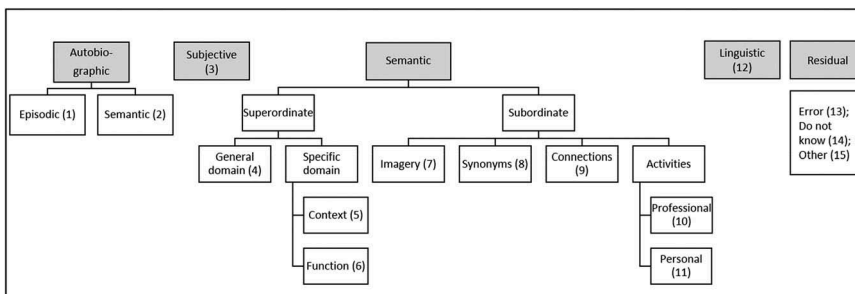 Autobio-
graphic
Subjective
(3)
Semantic
Linguistic
(12)
Residual
Episodic (1)
Semantic (2)
Superordinate
Subordinate
Error (13);
Do not
know (14);
Other (15)
General
domain (4)
Specific
domain
Imagery (7)
Synonyms (8)
Connections
(9)
Activities
Context (5)
Function (6)
Professional
(10)
Personal
(11)